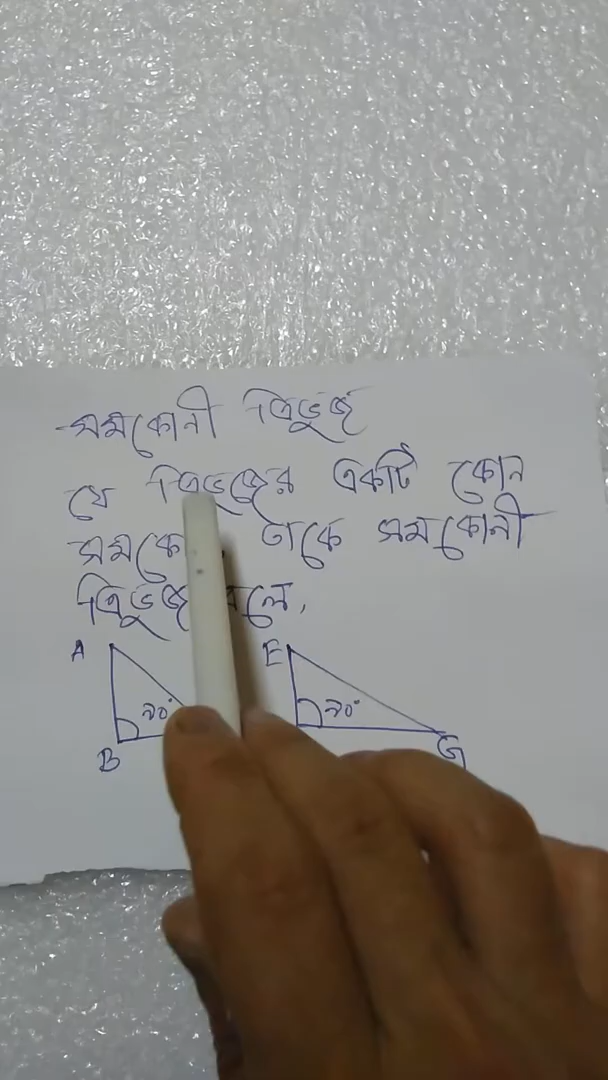 সমকোনী ত্রিভুজ
যে ত্রিভুজের একটি কোন
সমকো তাকে সমকোনী
ত্রিভুজ বলে,
A E
৯০° ৯০°
B G